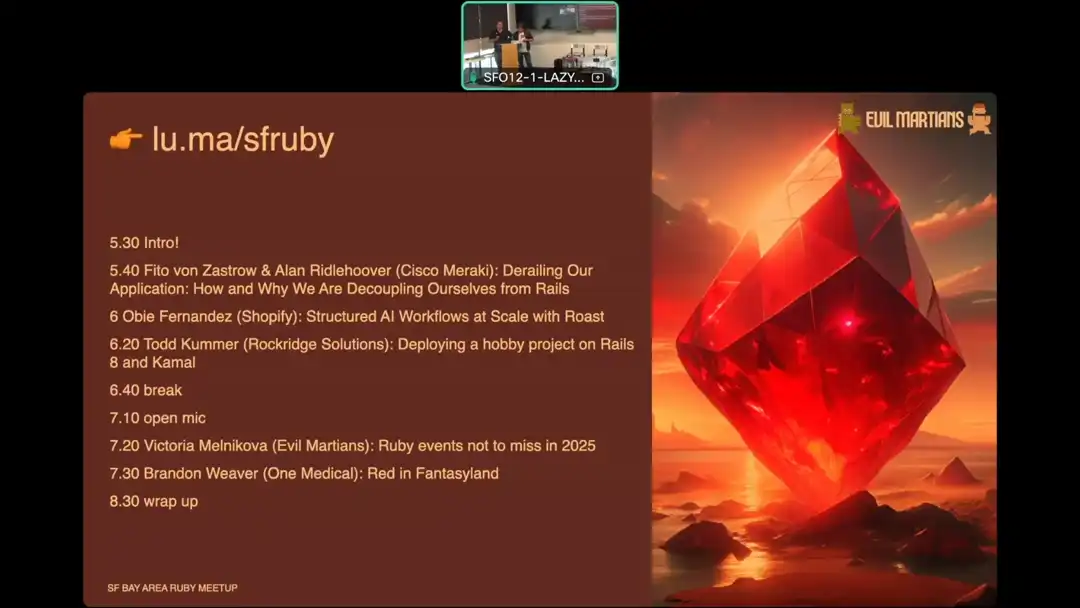 SFO12-1-LAZY...
👉 lu.ma/sfruby
EVIL MARTIANS
5.30 Intro!
5.40 Fito von Zastrow & Alan Ridlehoover (Cisco Meraki): Derailing Our
Application: How and Why We Are Decoupling Ourselves from Rails
6 Obie Fernandez (Shopify): Structured AI Workflows at Scale with Roast
6.20 Todd Kummer (Rockridge Solutions): Deploying a hobby project on Rails
8 and Kamal
6.40 break
7.10 open mic
7.20 Victoria Melnikova (Evil Martians): Ruby events not to miss in 2025
7.30 Brandon Weaver (One Medical): Red in Fantasyland
8.30 wrap up
SF BAY AREA RUBY MEETUP